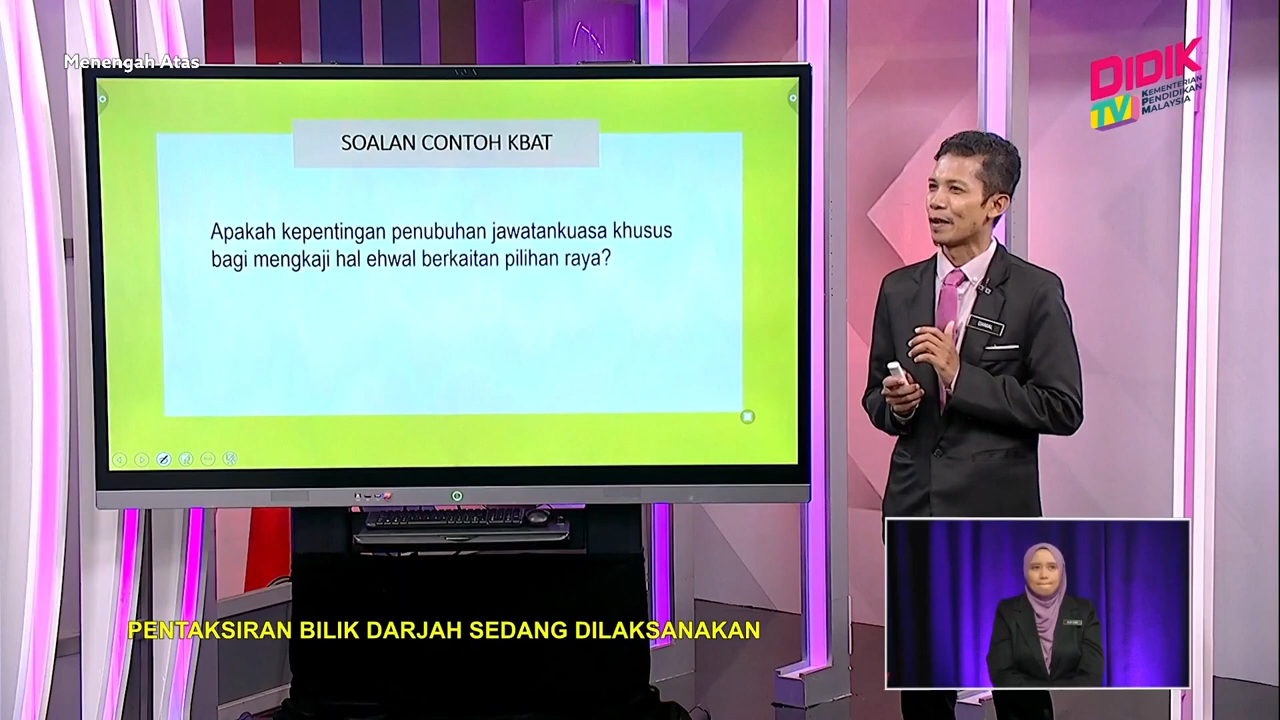 Menengah Atas
DIDIK
TV
KEMENTERIAN
PENDIDIKAN
MALAYSIA
SOALAN CONTOH KBAT
Apakah kepentingan penubuhan jawatankuasa khusus
bagi mengkaji hal ehwal berkaitan pilihan raya?
PENTAKSIRAN BILIK DARJAH SEDANG DILAKSANAKAN